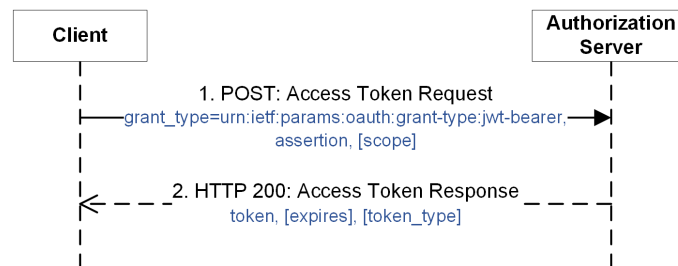 Client
Authorization
Server
1. POST: Access Token Request
grant_type=urn:ietf:params:oauth:grant-type:jwt-bearer,
assertion, [scope]
2. HTTP 200: Access Token Response
token, [expires], [token_type]